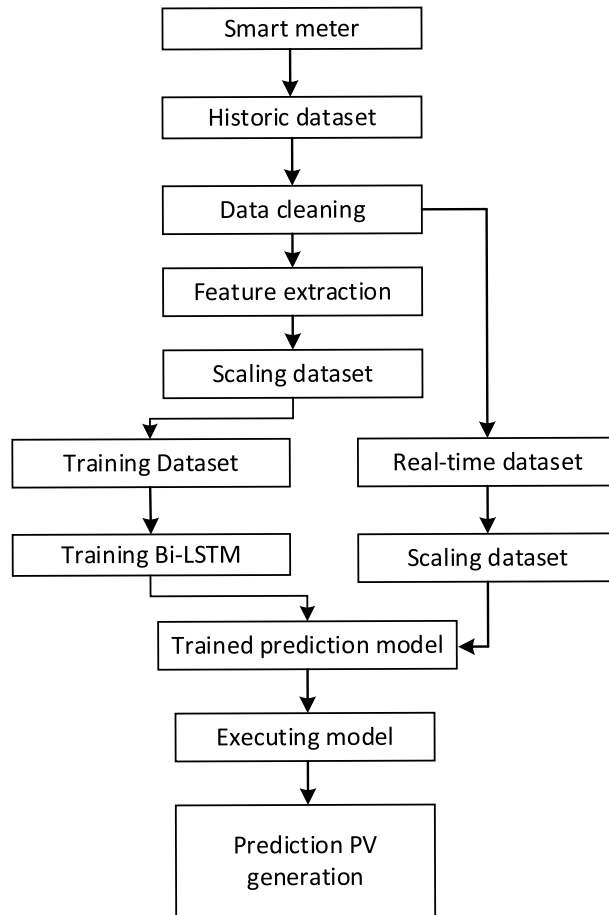 Smart meter
Historic dataset
Data cleaning
Feature extraction
Scaling dataset
Training Dataset
Real-time dataset
Training Bi-LSTM
Scaling dataset
Trained prediction model
Executing model
Prediction PV
generation